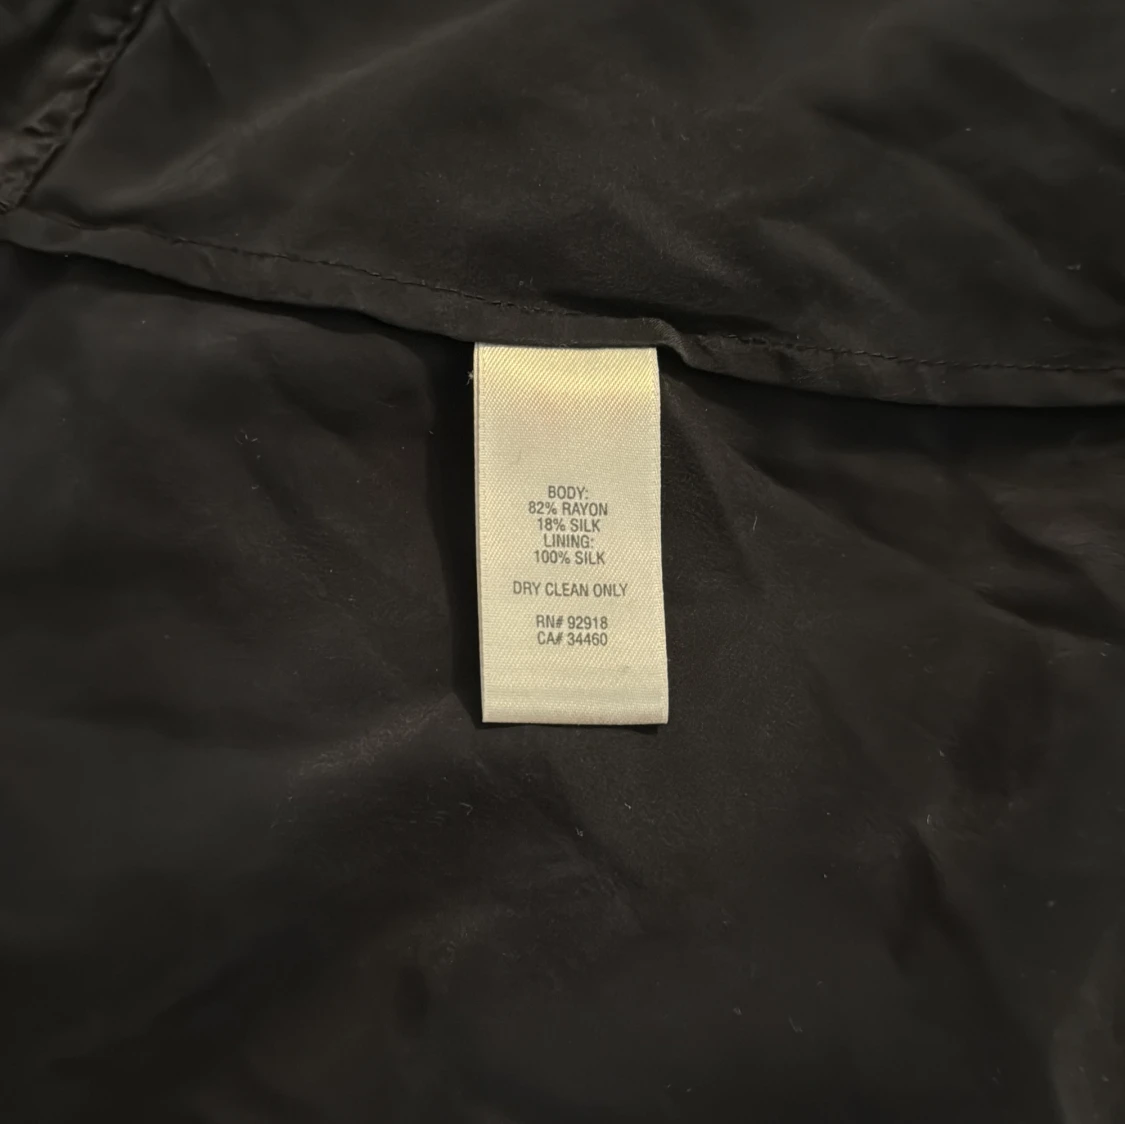 BODY:
82% RAYON
18% SILK
LINING:
100% SILK
DRY CLEAN ONLY
RN# 92918
CA# 34460